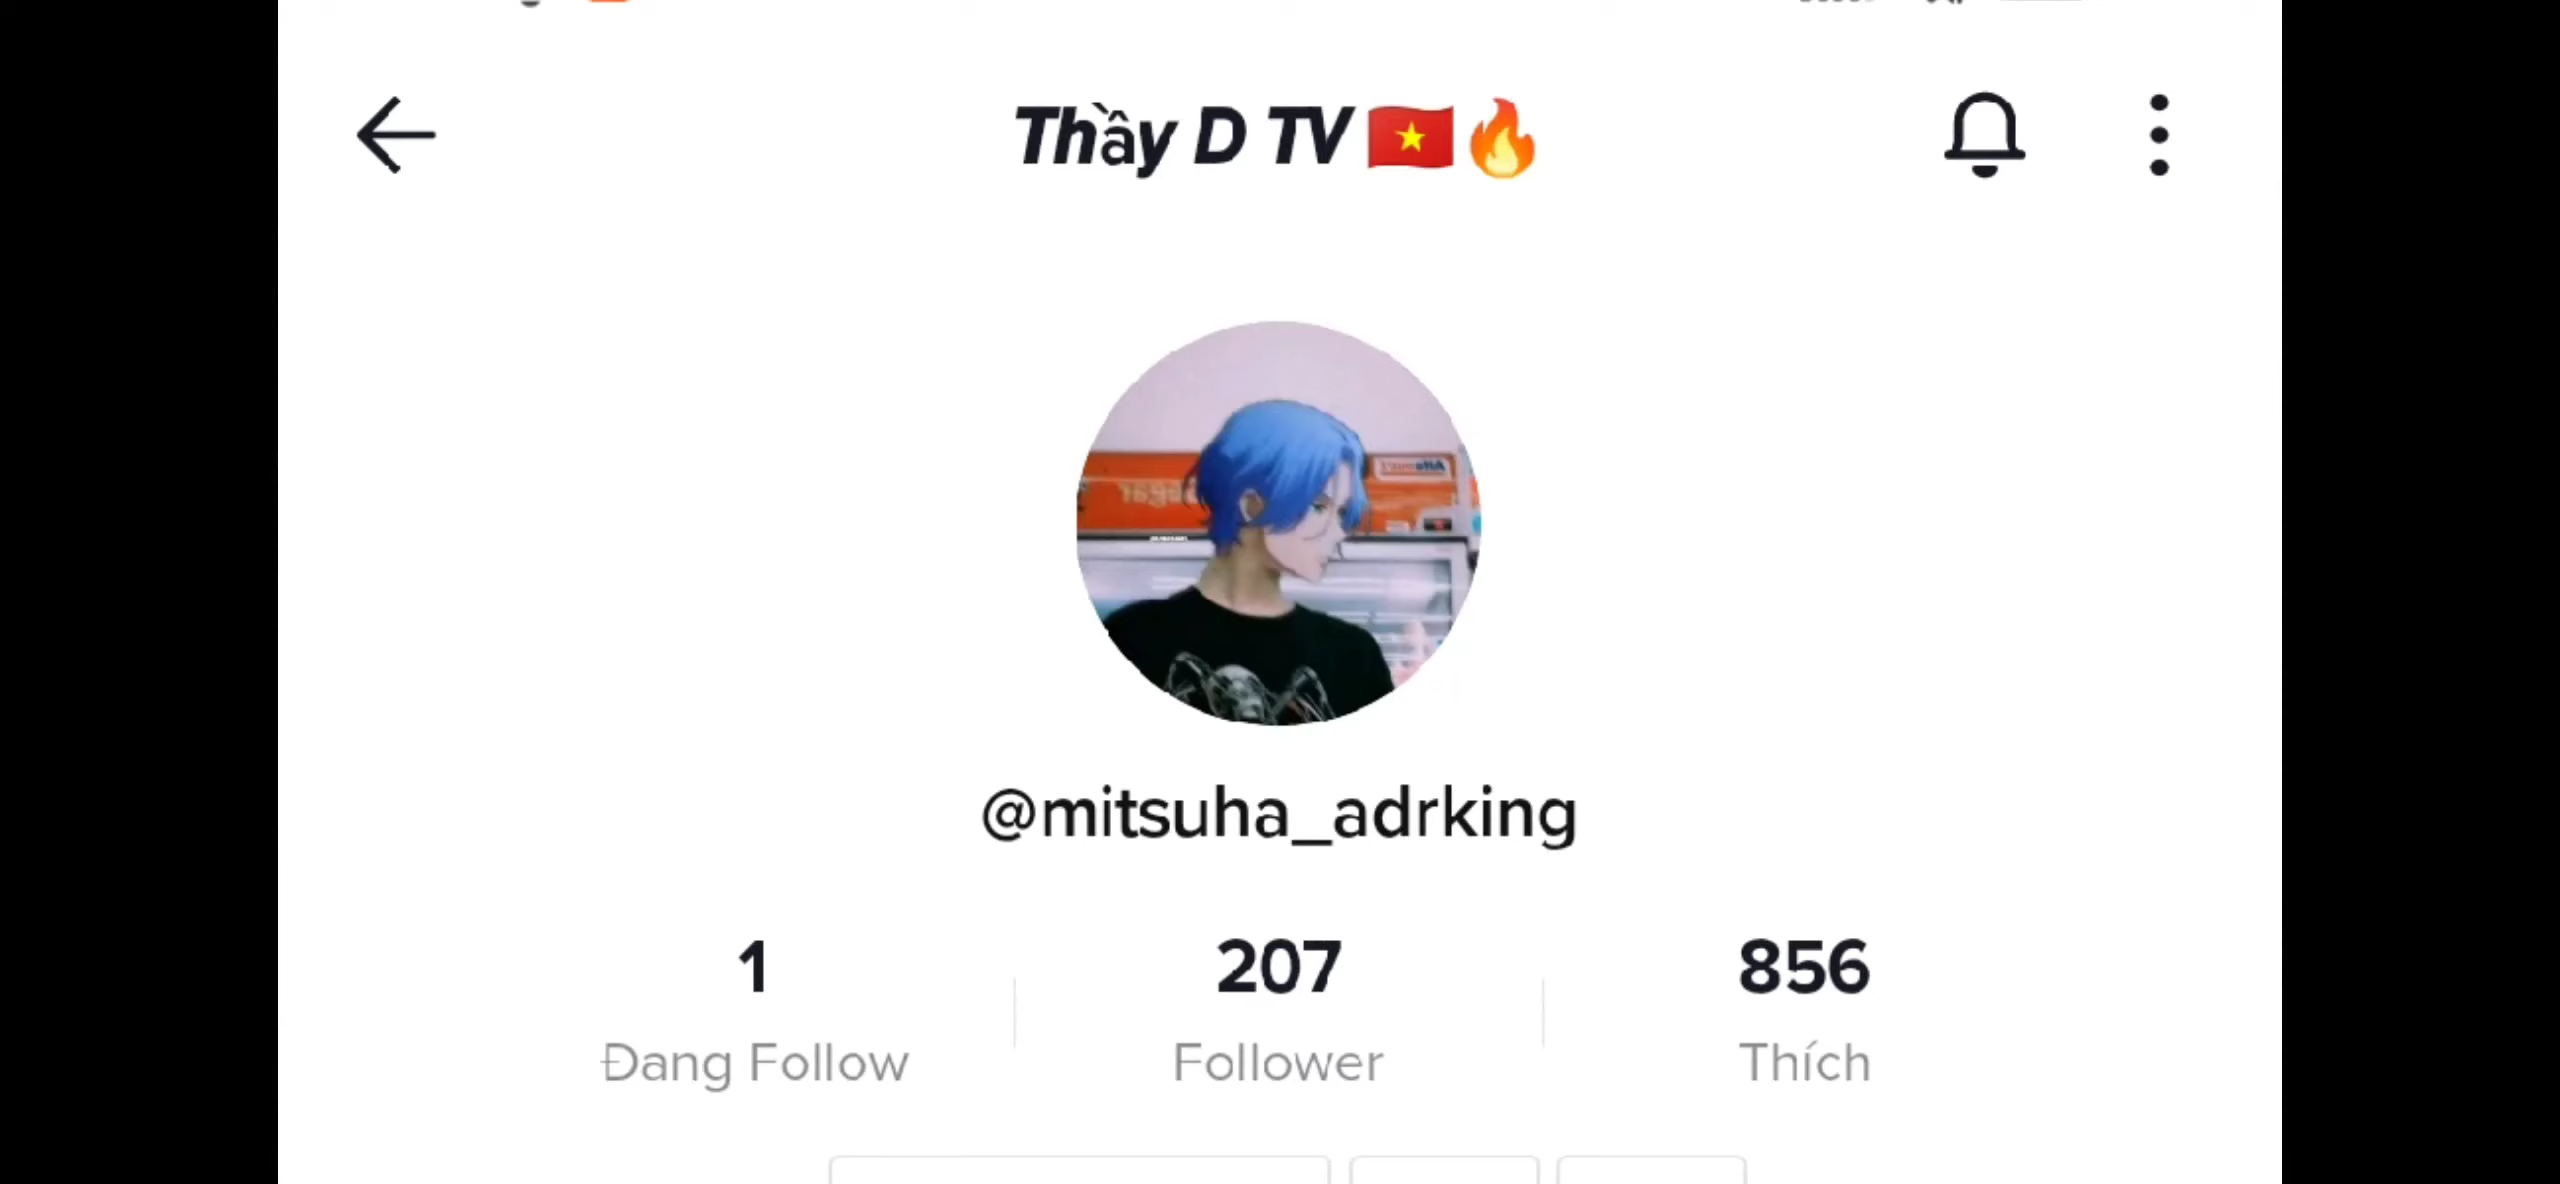 Thầy D TV 🇻🇳🔥
@mitsuha_adrking
1
207
856
Đang Follow
Follower
Thích